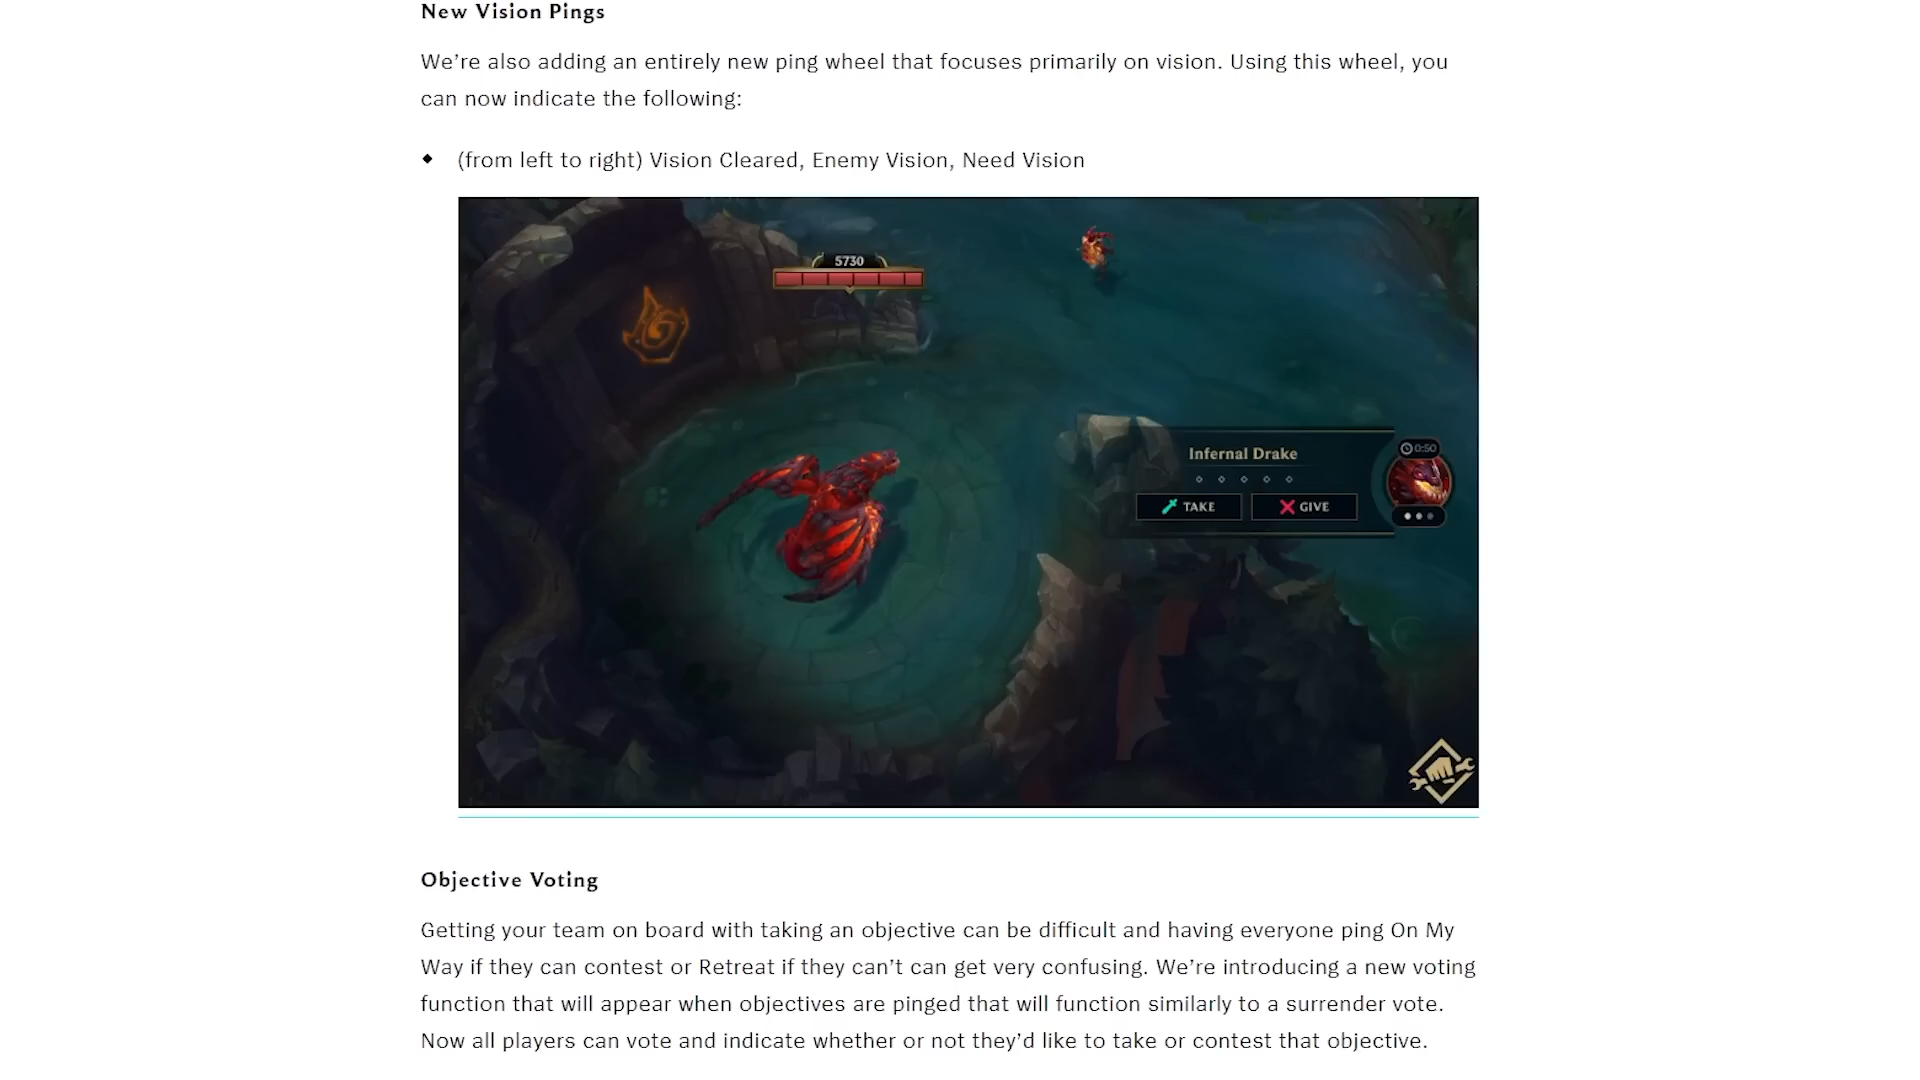 New Vision Pings
We’re also adding an entirely new ping wheel that focuses primarily on vision. Using this wheel, you
can now indicate the following:
(from left to right) Vision Cleared, Enemy Vision, Need Vision
5730
Infernal Drake
0:50
TAKE
GIVE
Objective Voting
Getting your team on board with taking an objective can be difficult and having everyone ping On My
Way if they can contest or Retreat if they can’t can get very confusing. We’re introducing a new voting
function that will appear when objectives are pinged that will function similarly to a surrender vote.
Now all players can vote and indicate whether or not they’d like to take or contest that objective.